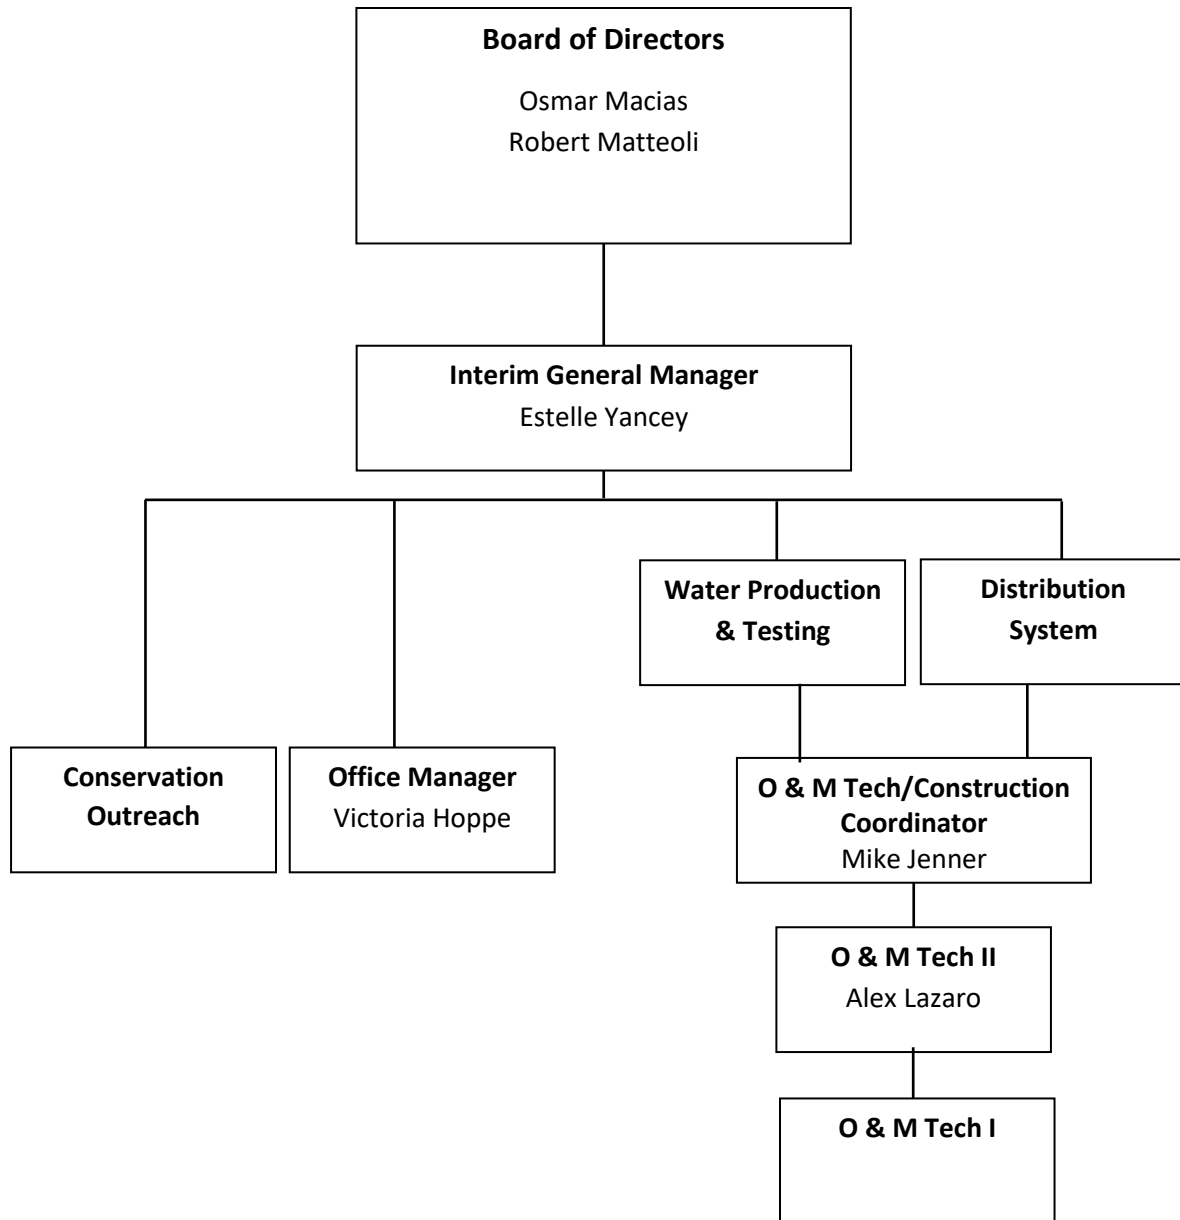 Board of Directors
Osmar Macias
Robert Matteoli
Interim General Manager
Estelle Yancey
Water Production
& Testing
Distribution
System
Conservation
Outreach
Office Manager
Victoria Hoppe
O & M Tech/Construction
Coordinator
Mike Jenner
O & M Tech II
Alex Lazaro
O & M Tech I